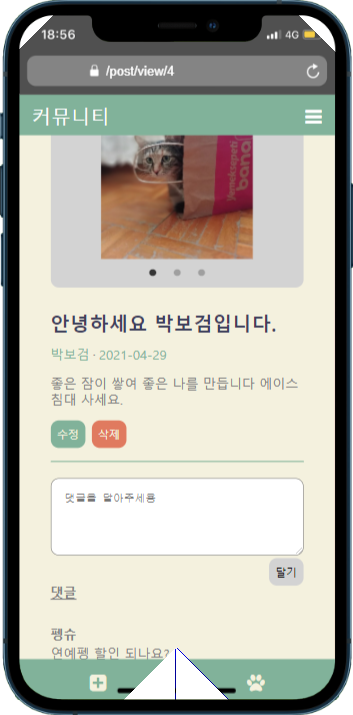 18:56
4G
/post/view/4
커뮤니티
Yemeksepeti
bana
안녕하세요 박보검입니다.
박보검 · 2021-04-29
좋은 잠이 쌓여 좋은 나를 만듭니다 에이스
침대 사세요.
수정 삭제
댓글을 달아주세욤
달기
댓글
펭슈
연예펭 할인 되나요?